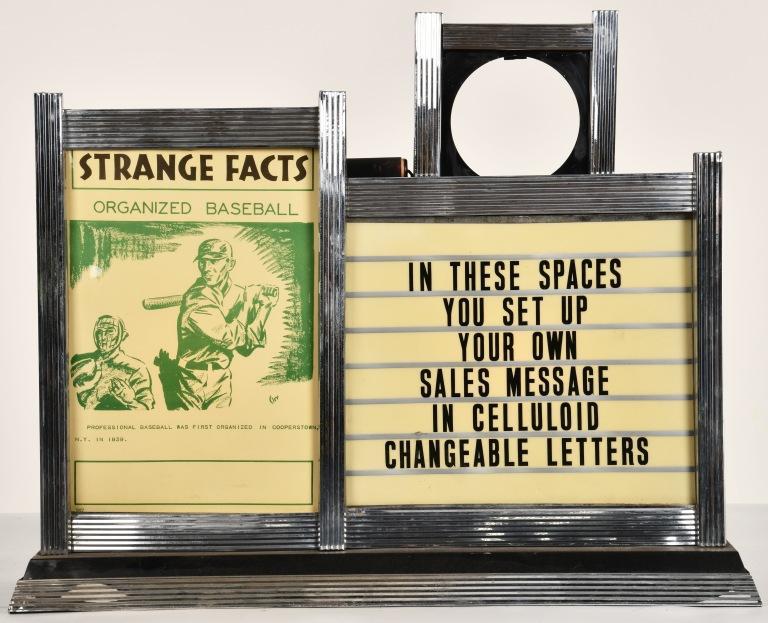 STRANGE FACTS
ORGANIZED BASEBALL
PROFESSIONAL BASEBALL WAS FIRST ORGANIZED IN COOPERSTOWN,
N.Y. IN 1839.
IN THESE SPACES
YOU SET UP
YOUR OWN
SALES MESSAGE
IN CELLULOID
CHANGEABLE LETTERS